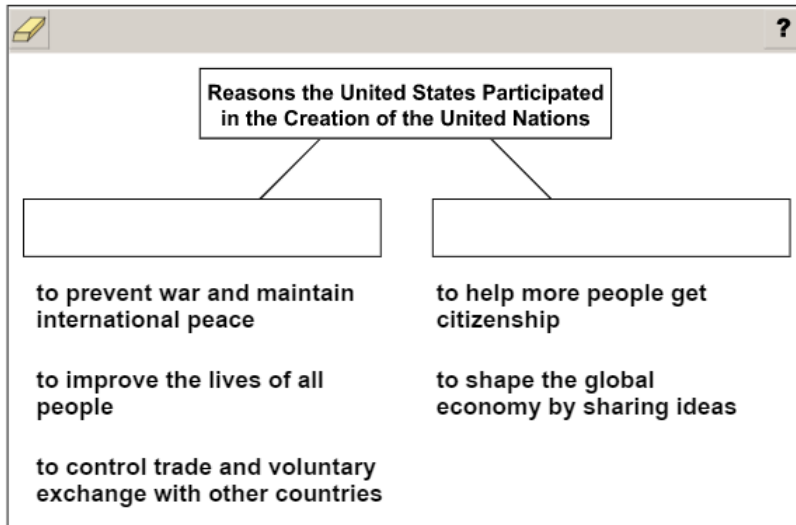 ?
Reasons the United States Participated
in the Creation of the United Nations
to prevent war and maintain
international peace
to help more people get
citizenship
to improve the lives of all
people
to shape the global
economy by sharing ideas
to control trade and voluntary
exchange with other countries